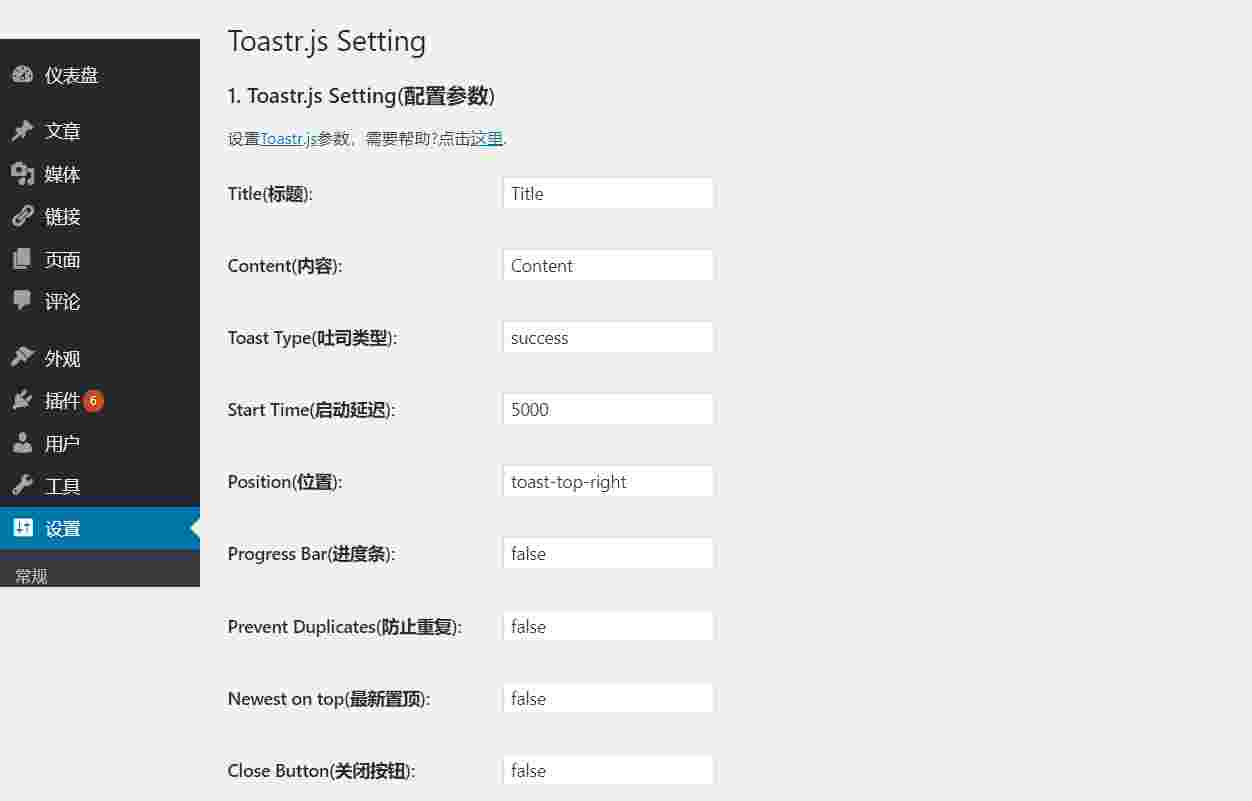 Toastr.js Setting
仪表盘
1. Toastr.js Setting(配置参数)
文章
设置Toastr.js参数，需要帮助?点击这里.
媒体
Title(标题): Title
链接
页面
Content(内容): Content
评论
Toast Type(吐司类型): success
外观
插件 6
Start Time(启动延迟): 5000
用户
工具
Position(位置): toast-top-right
设置
Progress Bar(进度条): false
常规
Prevent Duplicates(防止重复): false
Newest on top(最新置顶): false
Close Button(关闭按钮): false